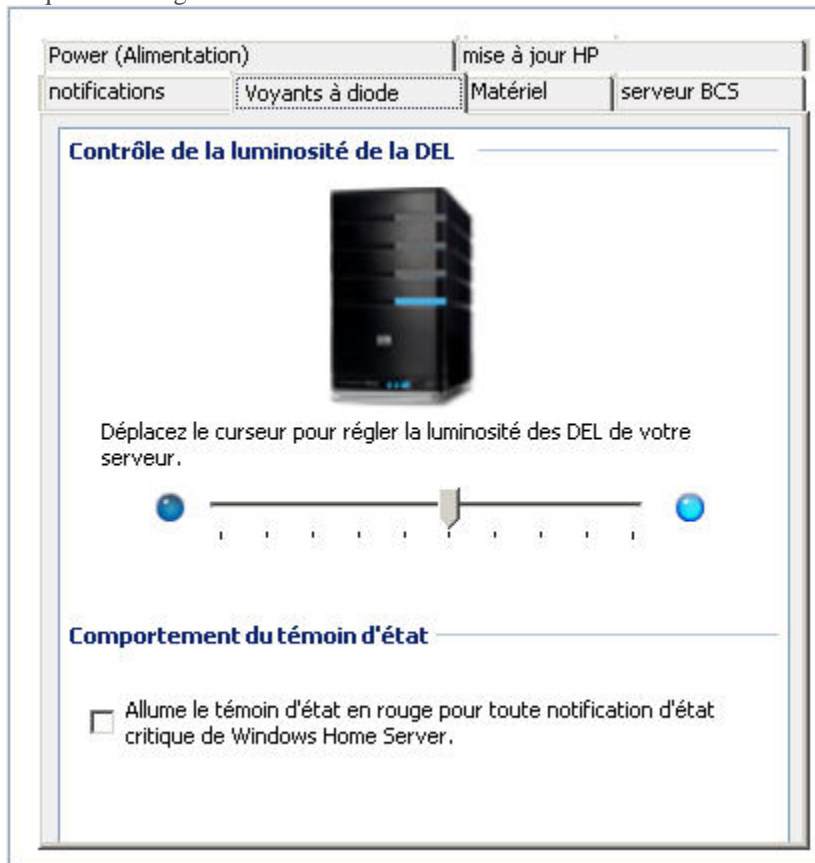 Power (Alimentation)
mise à jour HP
notifications
Voyants à diode
Matériel
serveur BCS
Contrôle de la luminosité de la DEL
Déplacez le curseur pour régler la luminosité des DEL de votre
serveur.
Comportement du témoin d'état
Allume le témoin d'état en rouge pour toute notification d'état
critique de Windows Home Server.